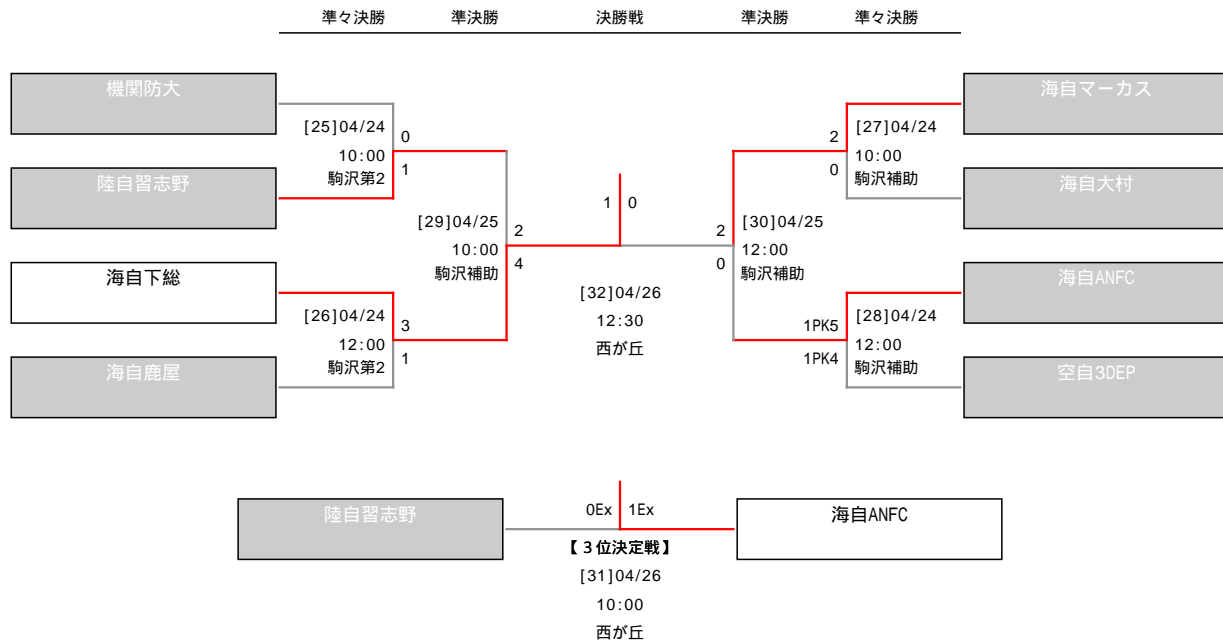 準々決勝 準決勝 決勝戦 準決勝 準々決勝
機関防大
[25]04/24
10:00
駒沢第2
0
1
陸自習志野
[29]04/25
10:00
駒沢補助
2
4
海自下総
[26]04/24
12:00
駒沢第2
3
1
海自鹿屋
1 0
[32]04/26
12:30
西が丘
海自マーカス
2
0
[27]04/24
10:00
駒沢補助
海自大村
2
0
[30]04/25
12:00
駒沢補助
海自ANFC
1PK5
1PK4
[28]04/24
12:00
駒沢補助
空自3DEP
陸自習志野
0Ex 1Ex
海自ANFC
【３位決定戦】
[31]04/26
10:00
西が丘